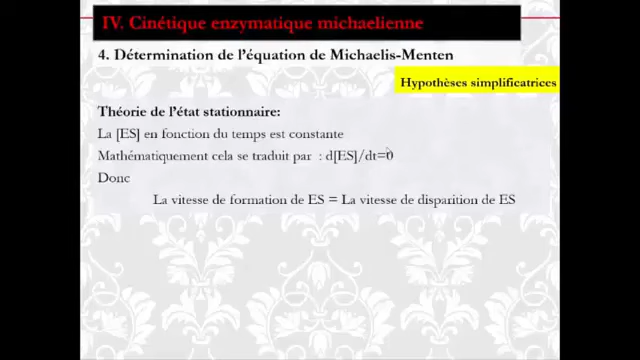 IV. Cinétique enzymatique michaelienne
4. Détermination de l'équation de Michaelis-Menten
Hypothèses simplificatrices
Théorie de l'état stationnaire:
La [ES] en fonction du temps est constante
Mathématiquement cela se traduit par : d[ES]/dt=0
Donc
La vitesse de formation de ES = La vitesse de disparition de ES